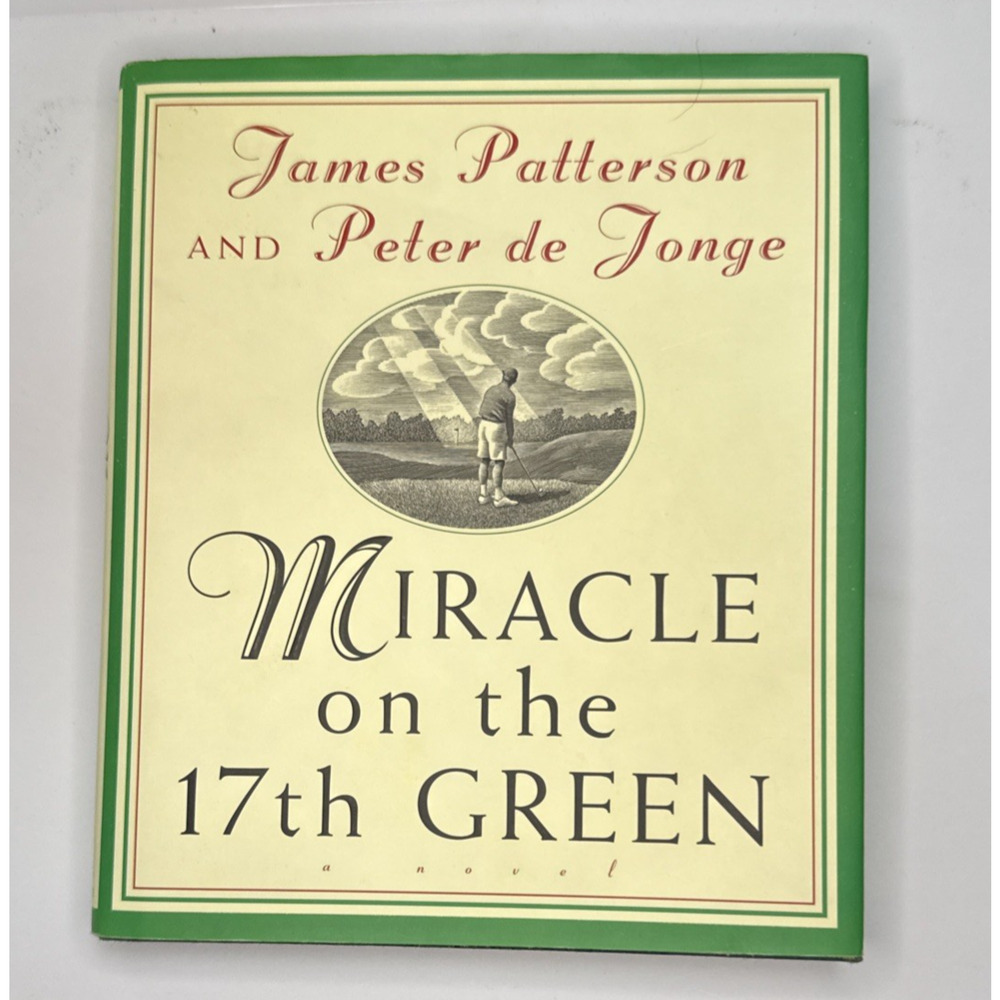 James Patterson
AND Peter de Jonge
MIRACLE
on the
17th GREEN
a novel